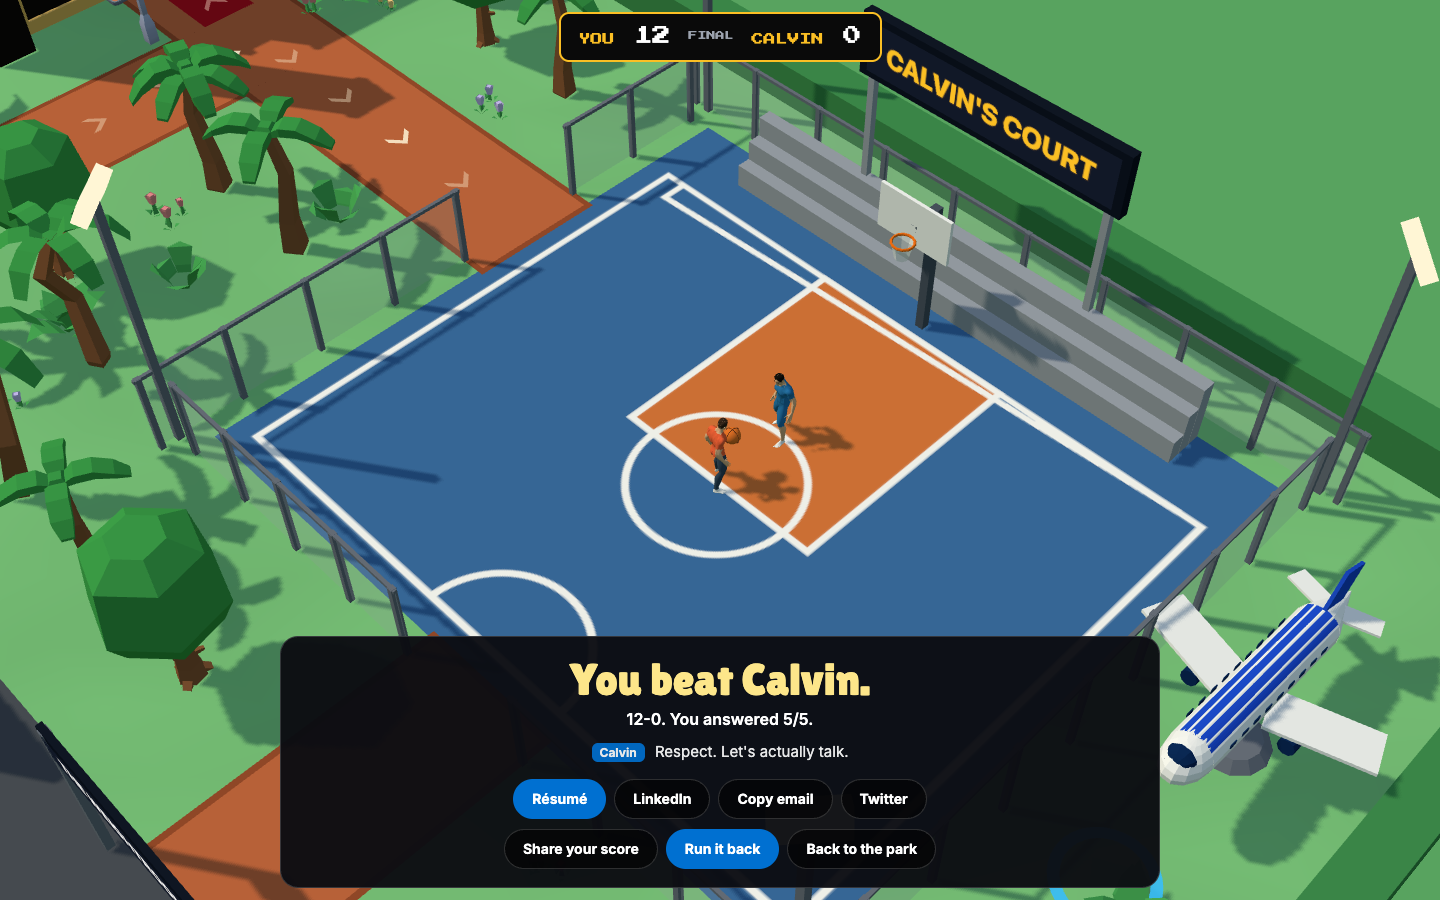 YOU 12 FINAL CALVIN 0
CALVIN'S COURT
You beat Calvin.
12-0. You answered 5/5.
Calvin Respect. Let's actually talk.
Résumé LinkedIn Copy email Twitter
Share your score Run it back Back to the park